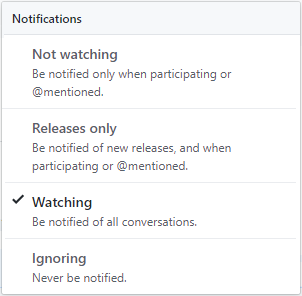 Notifications
Not watching
Be notified only when participating or
@mentioned.
Releases only
Be notified of new releases, and when
participating or @mentioned.
Watching
Be notified of all conversations.
Ignoring
Never be notified.